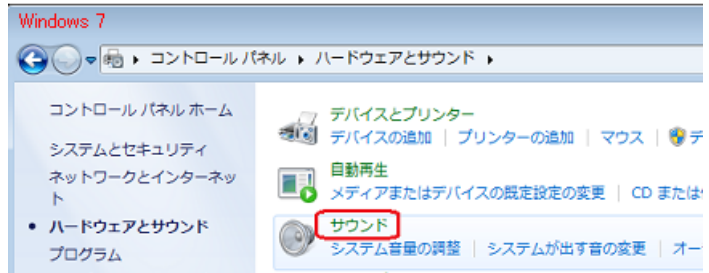 Windows 7
コントロール パネル ▸ ハードウェアとサウンド ▸
コントロール パネル ホーム
システムとセキュリティ
ネットワークとインターネッ
ト
• ハードウェアとサウンド
プログラム
デバイスとプリンター
デバイスの追加 | プリンターの追加 | マウス | デ
自動再生
メディアまたはデバイスの既定設定の変更 | CD または
サウンド
システム音量の調整 | システムが出す音の変更 | オー